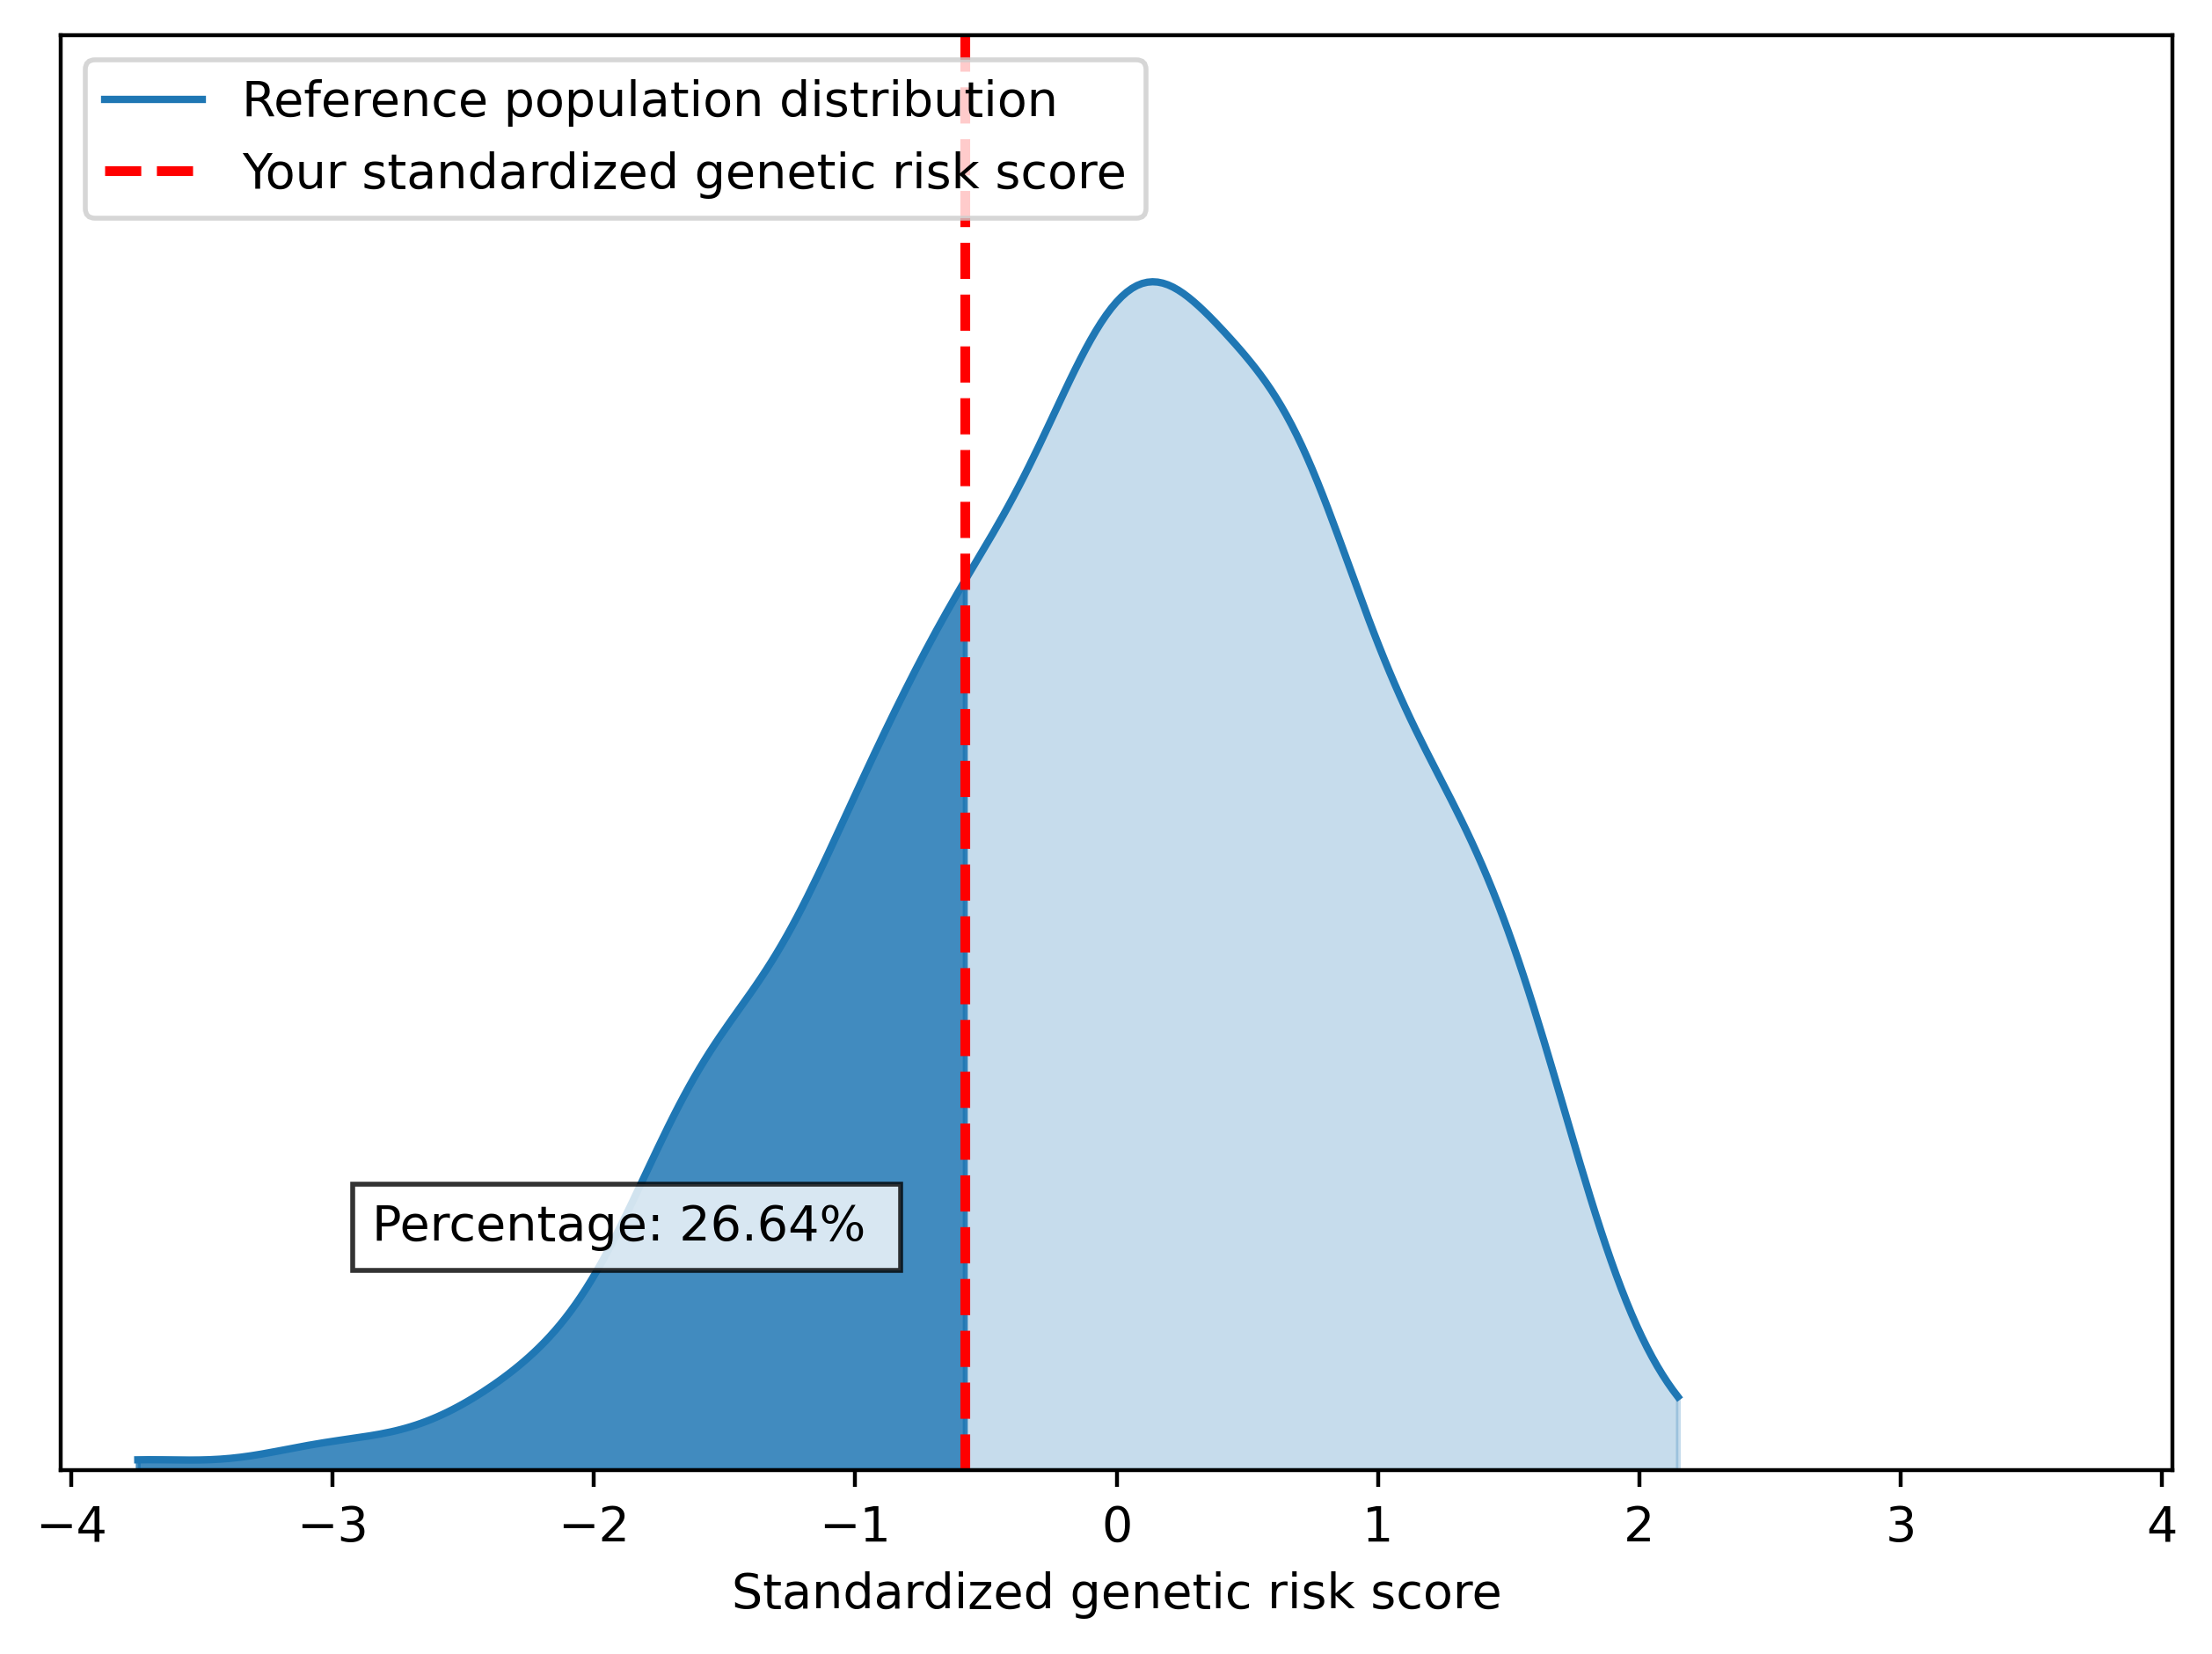 Reference population distribution
Your standardized genetic risk score
Percentage: 26.64%
−4 −3 −2 −1 0 1 2 3 4
Standardized genetic risk score